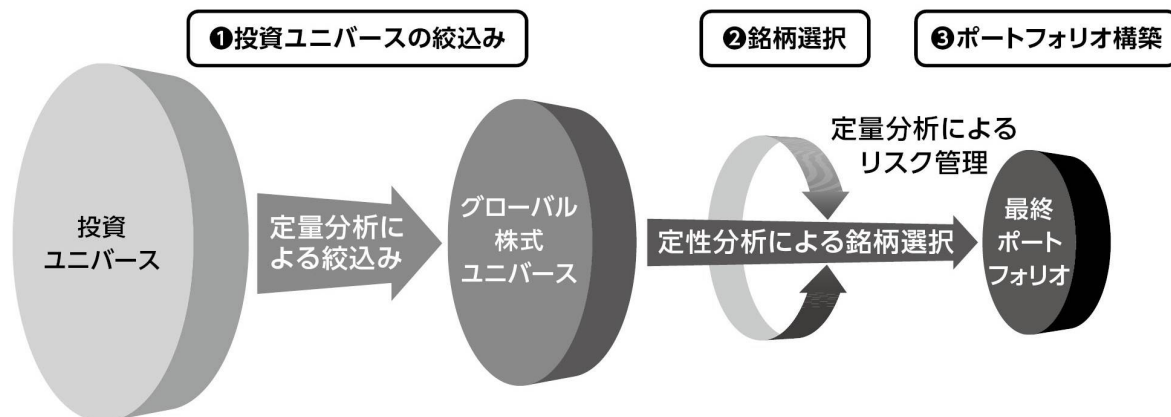 ❶投資ユニバースの絞込み
❷銘柄選択
❸ポートフォリオ構築
投資
ユニバース
定量分析に
よる絞込み
グローバル
株式
ユニバース
定量分析による
リスク管理
定性分析による銘柄選択
最終
ポート
フォリオ